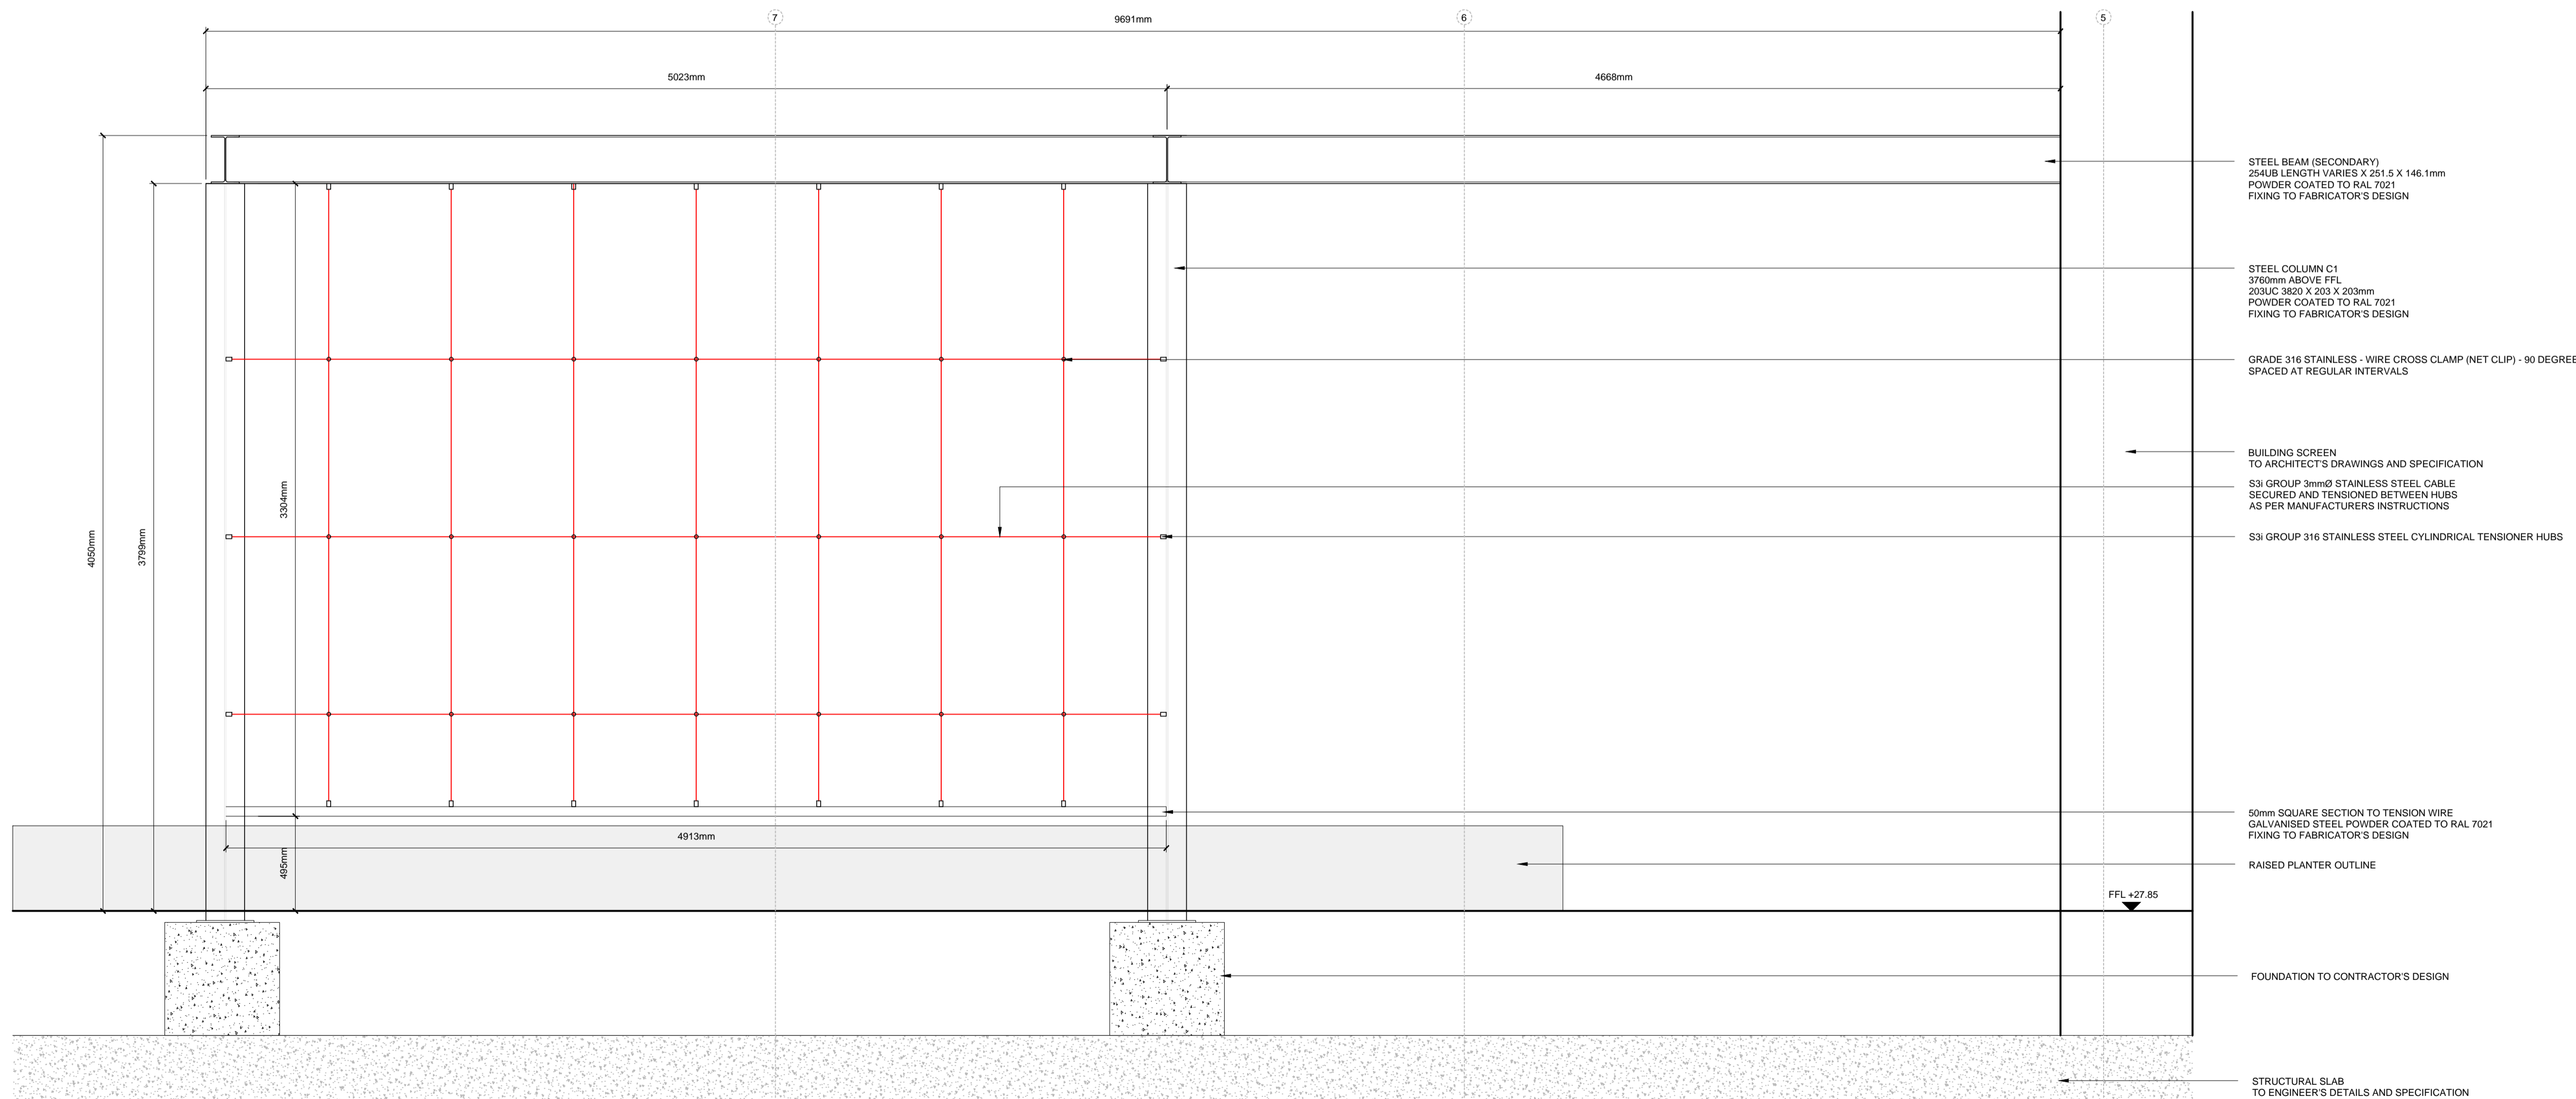 7
9691mm
6
5
5023mm
4668mm
STEEL BEAM (SECONDARY)
254UB LENGTH VARIES X 251.5 X 146.1mm
POWDER COATED TO RAL 7021
FIXING TO FABRICATOR'S DESIGN
STEEL COLUMN C1
3760mm ABOVE FFL
203UC 3820 X 203 X 203mm
POWDER COATED TO RAL 7021
FIXING TO FABRICATOR'S DESIGN
GRADE 316 STAINLESS - WIRE CROSS CLAMP (NET CLIP) - 90 DEGREE
SPACED AT REGULAR INTERVALS
BUILDING SCREEN
TO ARCHITECT'S DRAWINGS AND SPECIFICATION
S3i GROUP 3mmØ STAINLESS STEEL CABLE
SECURED AND TENSIONED BETWEEN HUBS
AS PER MANUFACTURERS INSTRUCTIONS
4050mm
3799mm
3304mm
S3i GROUP 316 STAINLESS STEEL CYLINDRICAL TENSIONER HUBS
50mm SQUARE SECTION TO TENSION WIRE
GALVANISED STEEL POWDER COATED TO RAL 7021
FIXING TO FABRICATOR'S DESIGN
4913mm
495mm
RAISED PLANTER OUTLINE
FFL +27.85
FOUNDATION TO CONTRACTOR'S DESIGN
STRUCTURAL SLAB
TO ENGINEER'S DETAILS AND SPECIFICATION